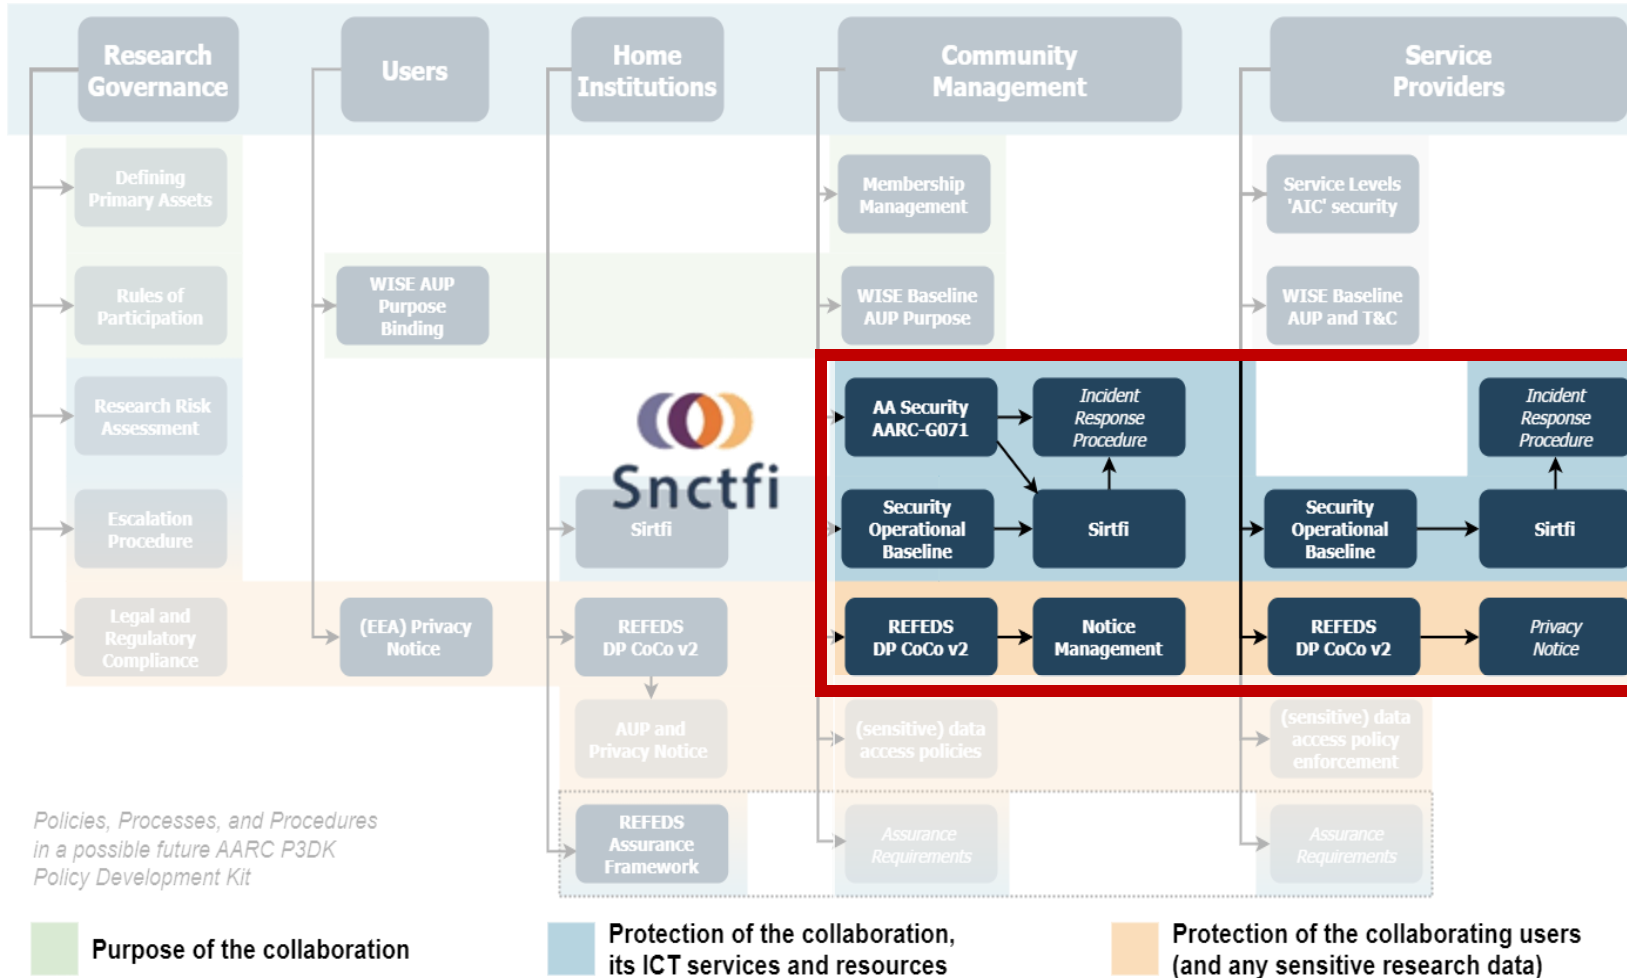 Research
Governance
Users
Home
Institutions
Community
Management
Service
Providers
Defining
Primary Assets
Membership
Management
Service Levels
'AIC' security
Rules of
Participation
WISE AUP
Purpose
Binding
WISE Baseline
AUP Purpose
WISE Baseline
AUP and T&C
Research Risk
Assessment
Snctfi
AA Security
AARC-G071
Incident
Response
Procedure
Incident
Response
Procedure
Escalation
Procedure
Sirtfi
Security
Operational
Baseline
Sirtfi
Security
Operational
Baseline
Sirtfi
Legal and
Regulatory
Compliance
(EEA) Privacy
Notice
REFEDS
DP CoCo v2
REFEDS
DP CoCo v2
Notice
Management
REFEDS
DP CoCo v2
Privacy
Notice
AUP and
Privacy Notice
(sensitive) data
access policies
(sensitive) data
access policy
enforcement
REFEDS
Assurance
Framework
Assurance
Requirements
Assurance
Requirements
Policies, Processes, and Procedures
in a possible future AARC P3DK
Policy Development Kit
Purpose of the collaboration
Protection of the collaboration,
its ICT services and resources
Protection of the collaborating users
(and any sensitive research data)